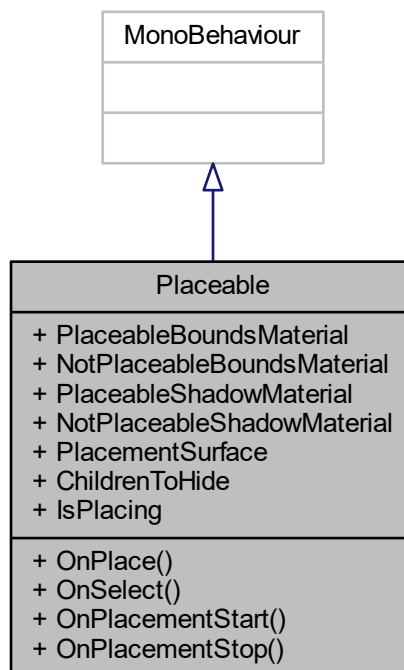 MonoBehaviour
Placeable
+ PlaceableBoundsMaterial
+ NotPlaceableBoundsMaterial
+ PlaceableShadowMaterial
+ NotPlaceableShadowMaterial
+ PlacementSurface
+ ChildrenToHide
+ IsPlacing
+ OnPlace()
+ OnSelect()
+ OnPlacementStart()
+ OnPlacementStop()